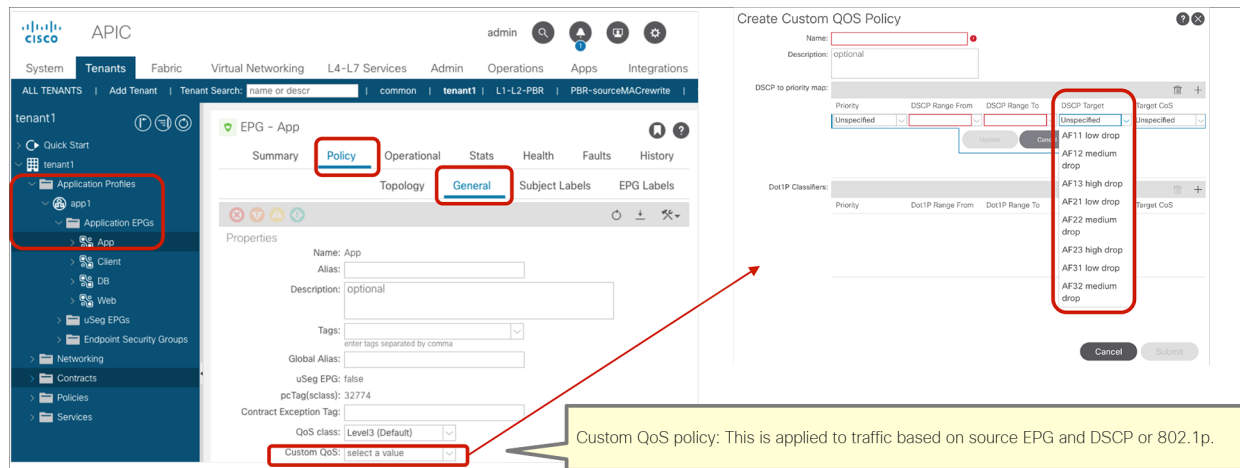 cisco
APIC
admin
1
System Tenants Fabric Virtual Networking L4-L7 Services Admin Operations Apps Integrations
ALL TENANTS | Add Tenant | Tenant Search: name or descr | common | tenant1 | L1-L2-PBR | PBR-sourceMACrewrite |
tenant1
Quick Start
tenant1
Application Profiles
app1
Application EPGs
App
Client
DB
Web
uSeg EPGs
Endpoint Security Groups
Networking
Contracts
Policies
Services
EPG - App
Summary Policy Operational Stats Health Faults History
Topology General Subject Labels EPG Labels
Properties
Name: App
Alias:
Description: optional
Tags:
enter tags separated by comma
Global Alias:
uSeg EPG: false
pcTag(sclass): 32774
Contract Exception Tag:
QoS class: Level3 (Default)
Custom QoS: select a value
Create Custom QOS Policy
Name:
Description: optional
DSCP to priority map:
Priority DSCP Range From DSCP Range To DSCP Target Target CoS
Unspecified Unspecified Unspecified
Update
AF11 low drop
AF12 medium
drop
AF13 high drop
AF21 low drop
AF22 medium
drop
AF23 high drop
AF31 low drop
AF32 medium
drop
Dot1P Classifiers:
Priority Dot1P Range From Dot1P Range To Target CoS
Cancel Submit
Custom QoS policy: This is applied to traffic based on source EPG and DSCP or 802.1p.